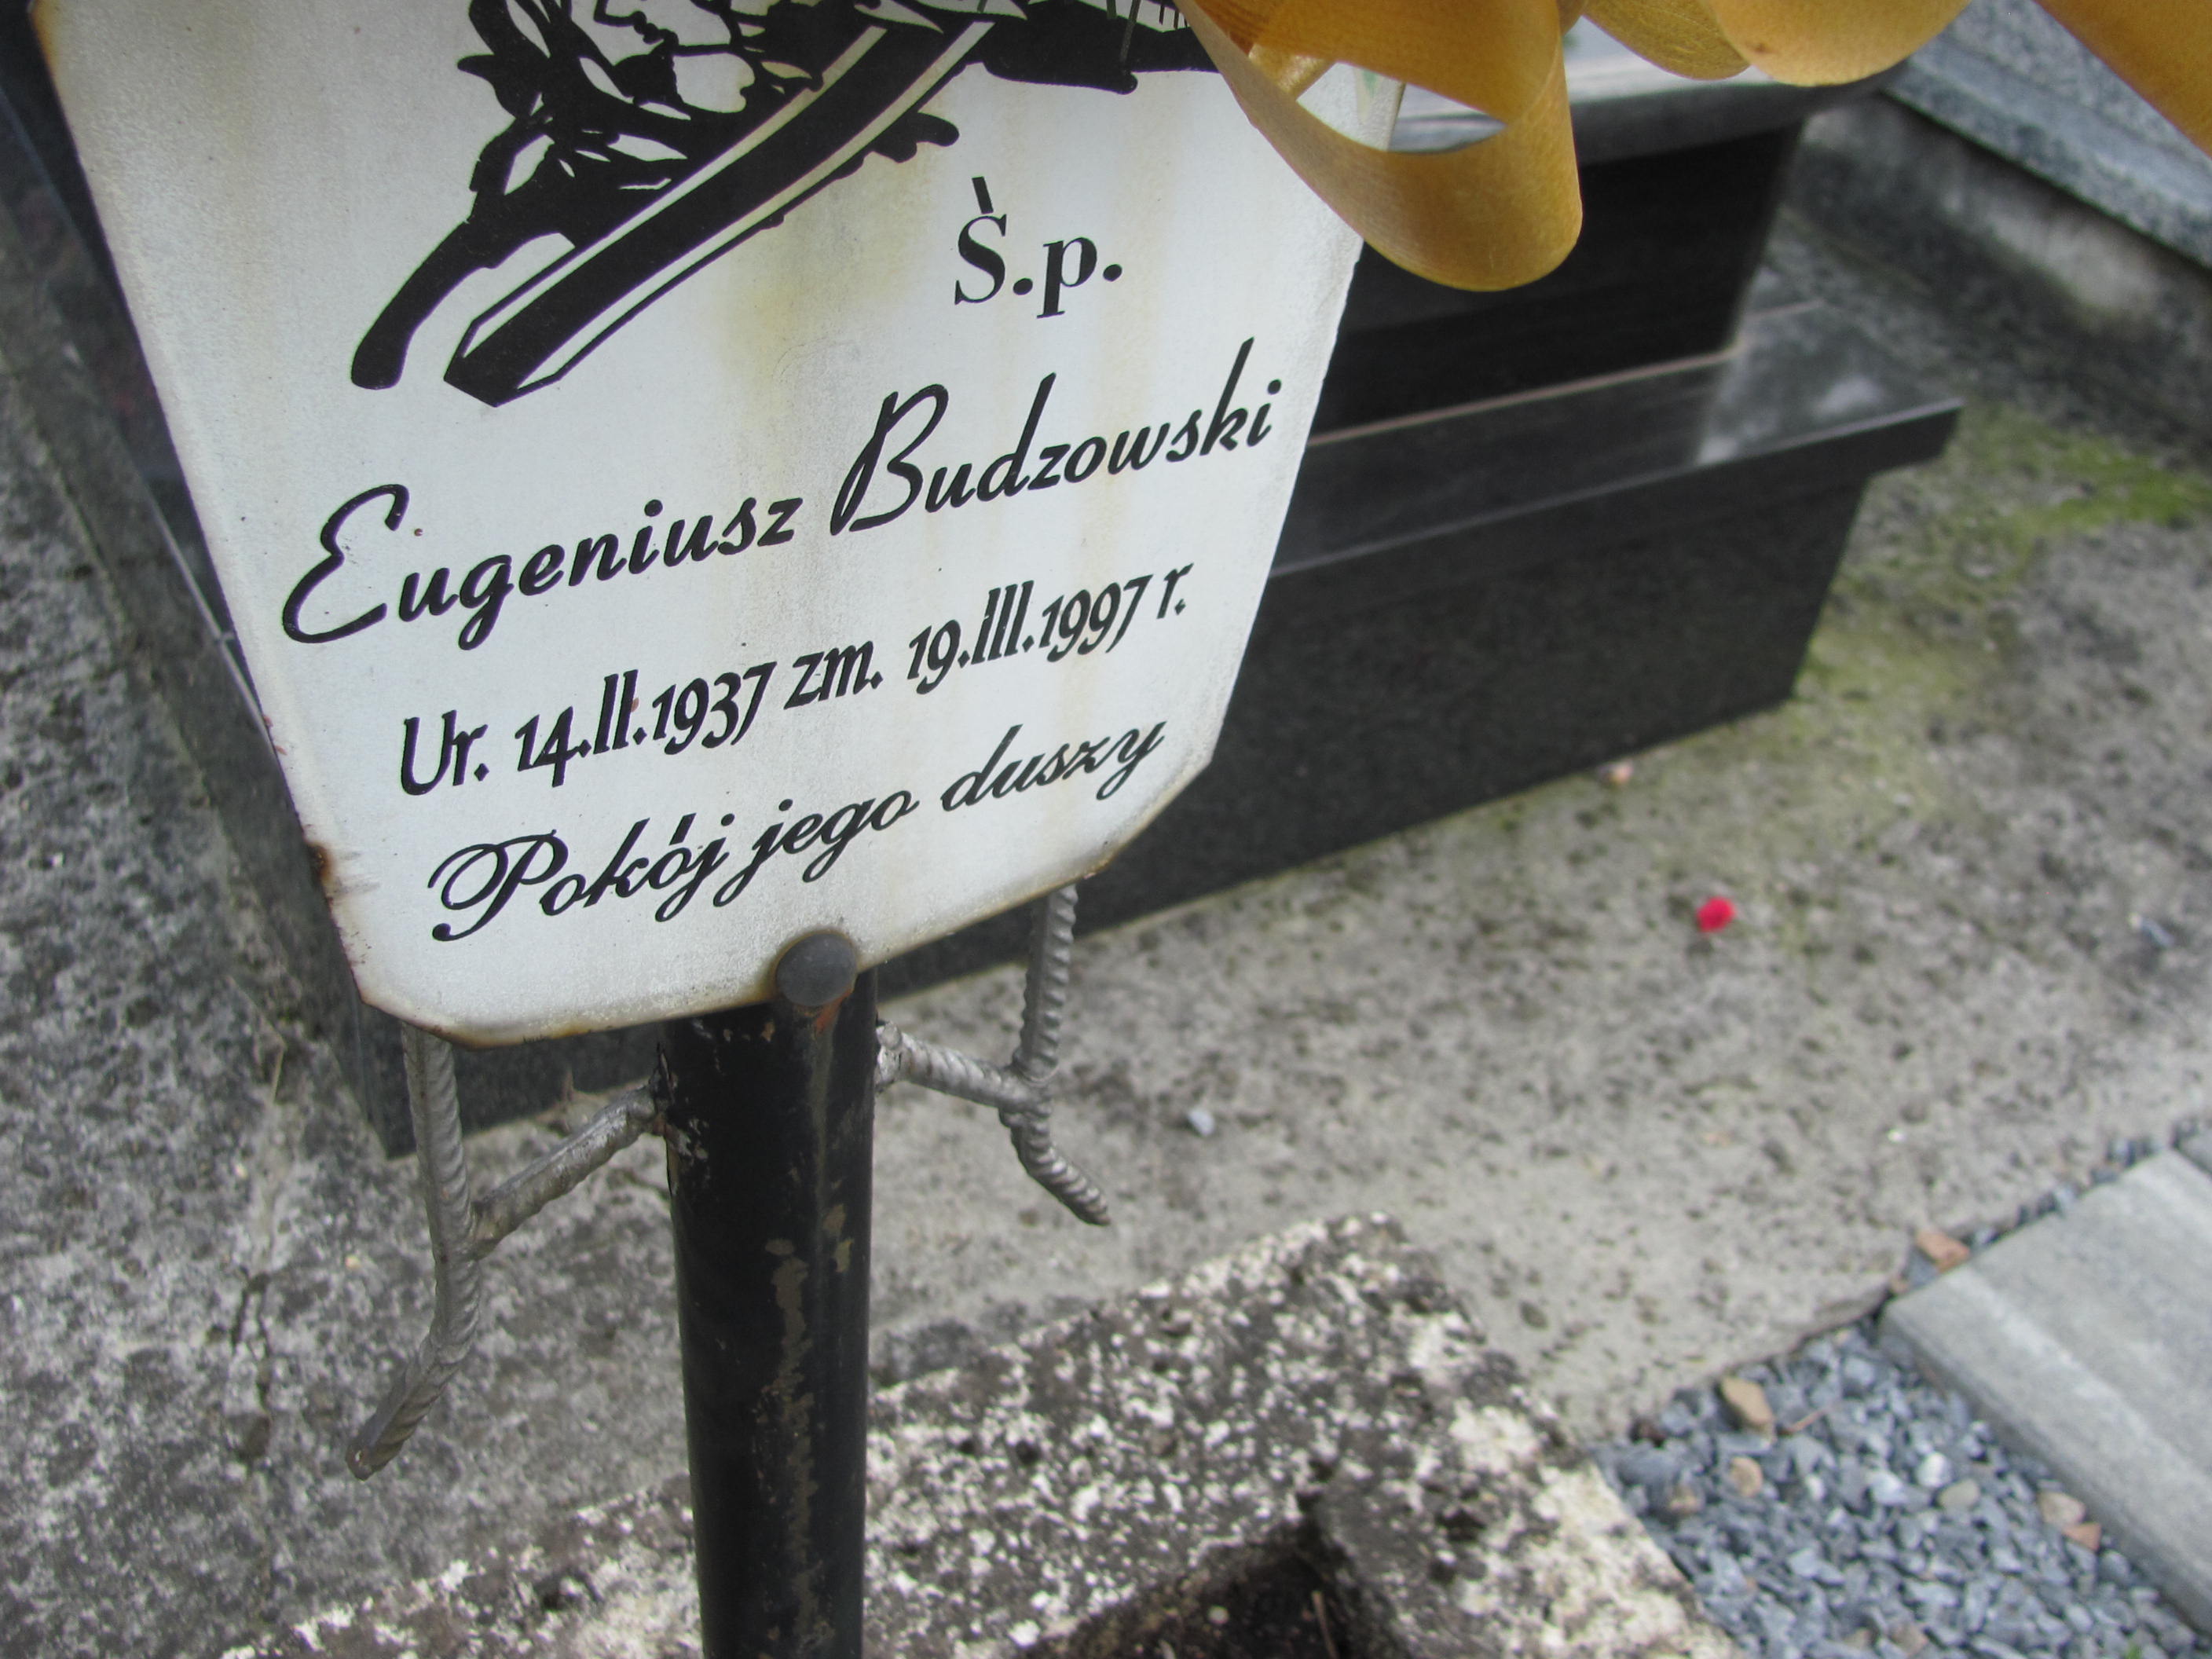 Ś.p.
Eugeniusz Budzowski
Ur. 14.II.1937 zm. 19.III.1997 r.
Pokój jego duszy